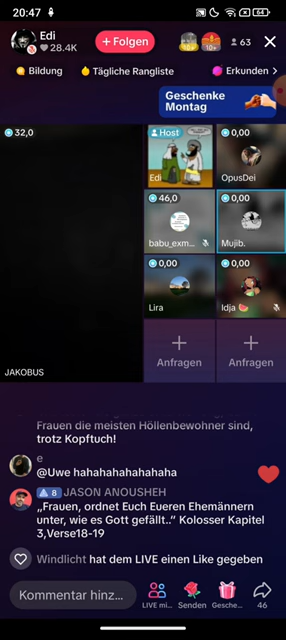 20:47
64
Edi
28.4K
+ Folgen
10+
10+
63
Bildung
Tägliche Rangliste
Erkunden
Geschenke
Montag
32,0
JAKOBUS
Host
Edi
0,00
OpusDei
46,0
babu_exm...
0,00
Mujib.
0,00
Lira
0,00
Idja 🍉
+
Anfragen
+
Anfragen
Frauen die meisten Höllenbewohner sind,
trotz Kopftuch!
e
@Uwe hahahahahahahaha
8 JASON ANOUSHEH
„Frauen, ordnet Euch Eueren Ehemännern
unter, wie es Gott gefällt..” Kolosser Kapitel
3,Verse18-19
Windlicht hat dem LIVE einen Like gegeben
Kommentar hinz...
LIVE mi...
Senden
Gesche...
46